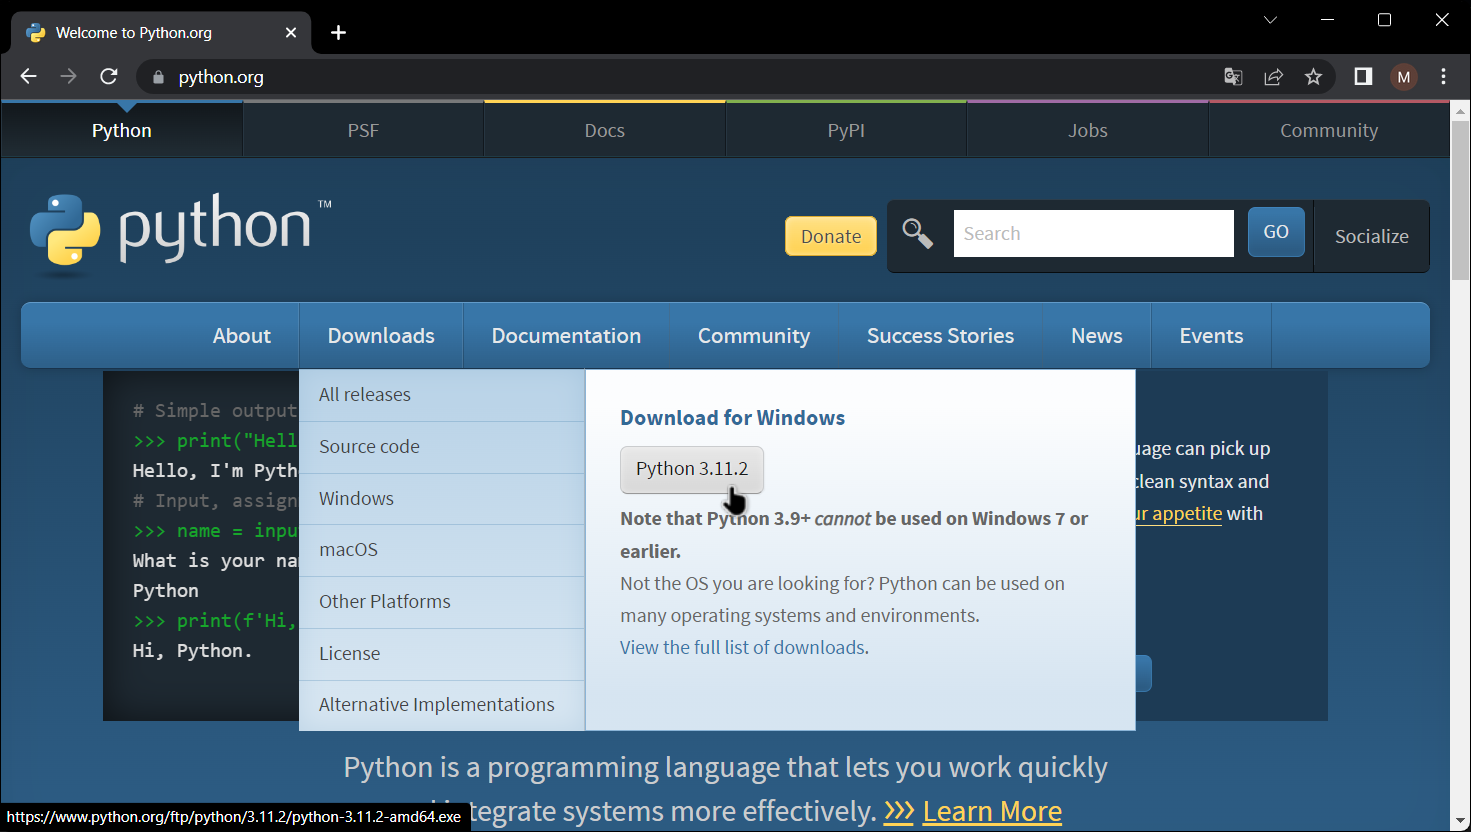 Welcome to Python.org
python.org
M
Python
PSF
Docs
PyPI
Jobs
Community
python™
Donate
Search
GO
Socialize
About
Downloads
Documentation
Community
Success Stories
News
Events
# Simple output
>>> print("Hell
Hello, I'm Pyth
# Input, assign
>>> name = inpu
What is your na
Python
>>> print(f'Hi,
Hi, Python.
All releases
Source code
Windows
macOS
Other Platforms
License
Alternative Implementations
Download for Windows
Python 3.11.2
Note that Python 3.9+ cannot be used on Windows 7 or
earlier.
Not the OS you are looking for? Python can be used on
many operating systems and environments.
View the full list of downloads.
uage can pick up
clean syntax and
ur appetite with
Python is a programming language that lets you work quickly
tegrate systems more effectively. >>> Learn More
https://www.python.org/ftp/python/3.11.2/python-3.11.2-amd64.exe